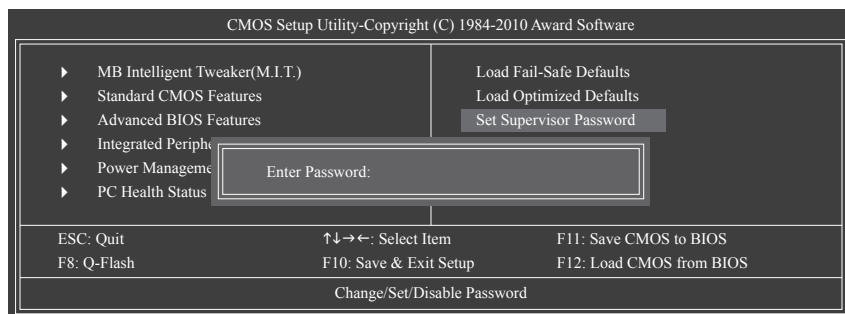 CMOS Setup Utility-Copyright (C) 1984-2010 Award Software
MB Intelligent Tweaker(M.I.T.)
Standard CMOS Features
Advanced BIOS Features
Integrated Periphe
Power Manageme
PC Health Status
Load Fail-Safe Defaults
Load Optimized Defaults
Set Supervisor Password
Enter Password:
ESC: Quit ↑↓→←: Select Item F11: Save CMOS to BIOS
F8: Q-Flash F10: Save & Exit Setup F12: Load CMOS from BIOS
Change/Set/Disable Password